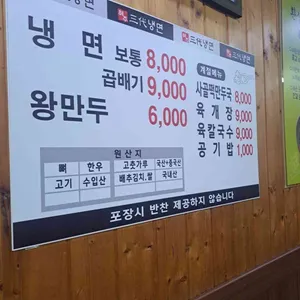 三代냉면 三代냉면 三代냉면
냉면 보통 8,000
곱배기 9,000
왕만두 6,000
계절메뉴
사골떡만두국 8,000
육개장 9,000
육칼국수 9,000
공기밥 1,000
원산지
뼈 한우 고춧가루 국산+중국산
고기 수입산 배추김치,쌀 국내산
포장시 반찬 제공하지 않습니다